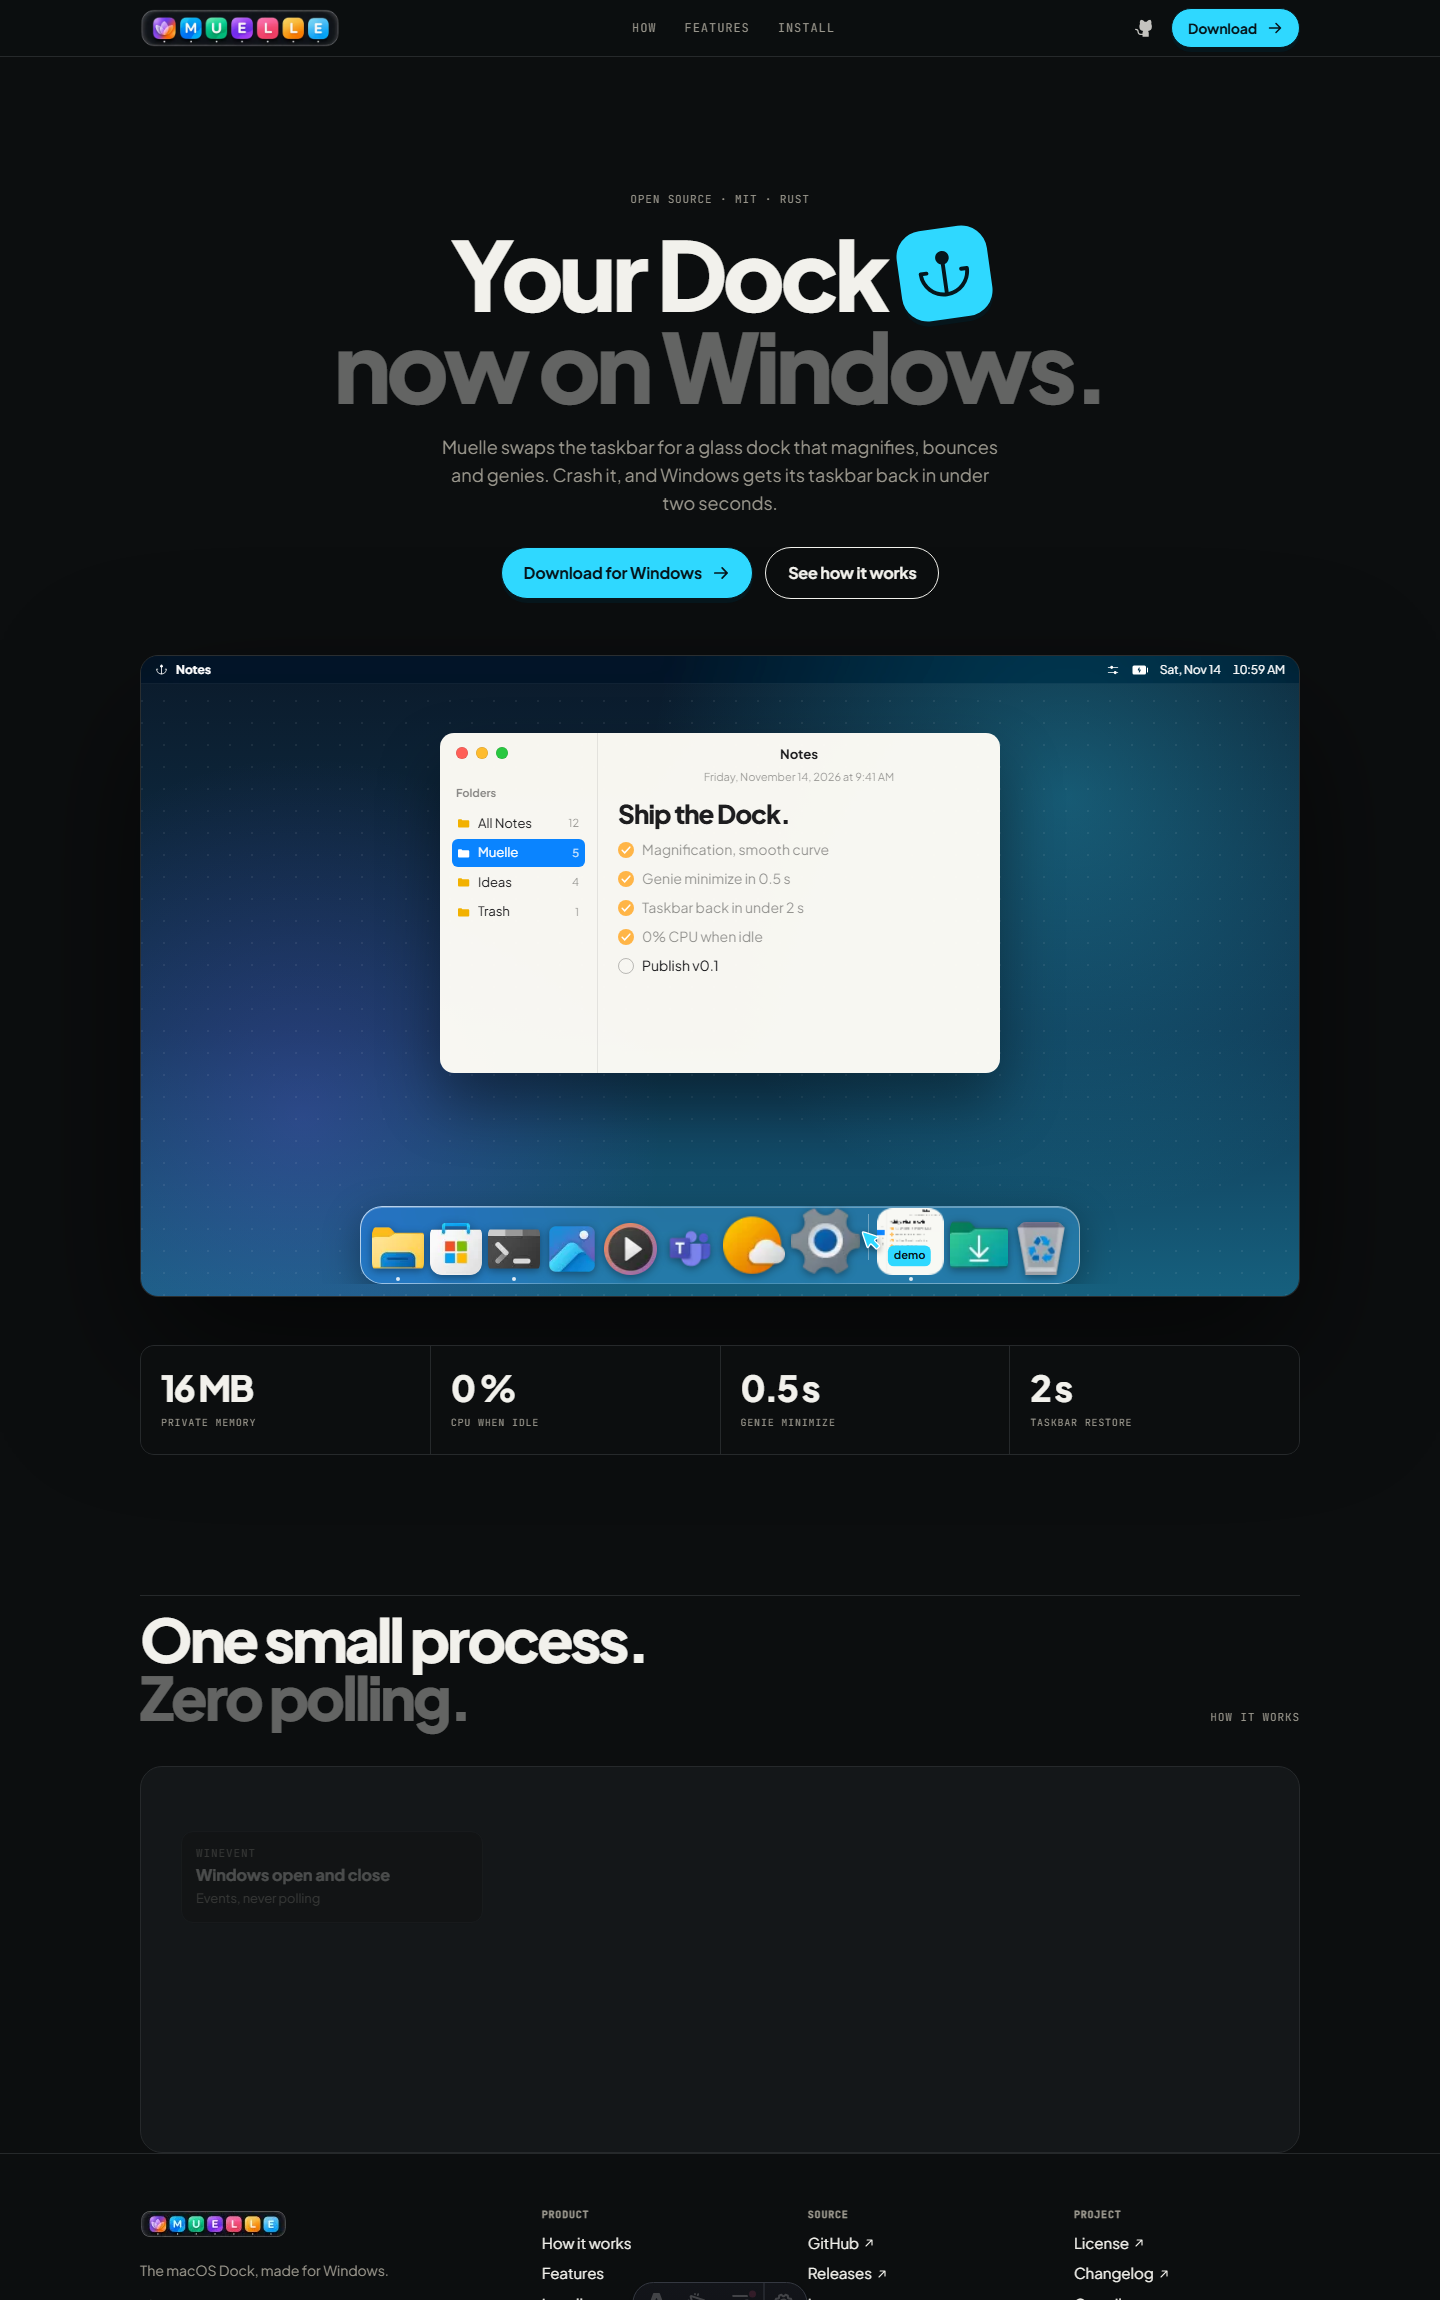 MUELLE
HOW FEATURES INSTALL
Download
OPEN SOURCE · MIT · RUST
Your Dock
now on Windows.
Muelle swaps the taskbar for a glass dock that magnifies, bounces
and genies. Crash it, and Windows gets its taskbar back in under
two seconds.
Download for Windows →
See how it works
Notes
Sat, Nov 14 10:59 AM
Notes
Friday, November 14, 2026 at 9:41 AM
Folders
All Notes 12
Muelle 5
Ideas 4
Trash 1
Ship the Dock.
Magnification, smooth curve
Genie minimize in 0.5 s
Taskbar back in under 2 s
0% CPU when idle
Publish v0.1
T
demo
16 MB
PRIVATE MEMORY
0 %
CPU WHEN IDLE
0.5 s
GENIE MINIMIZE
2 s
TASKBAR RESTORE
One small process.
Zero polling.
HOW IT WORKS
WINEVENT
Windows open and close
Events, never polling
MUELLE
The macOS Dock, made for Windows.
PRODUCT
How it works
Features
SOURCE
GitHub ↗
Releases ↗
PROJECT
License ↗
Changelog ↗